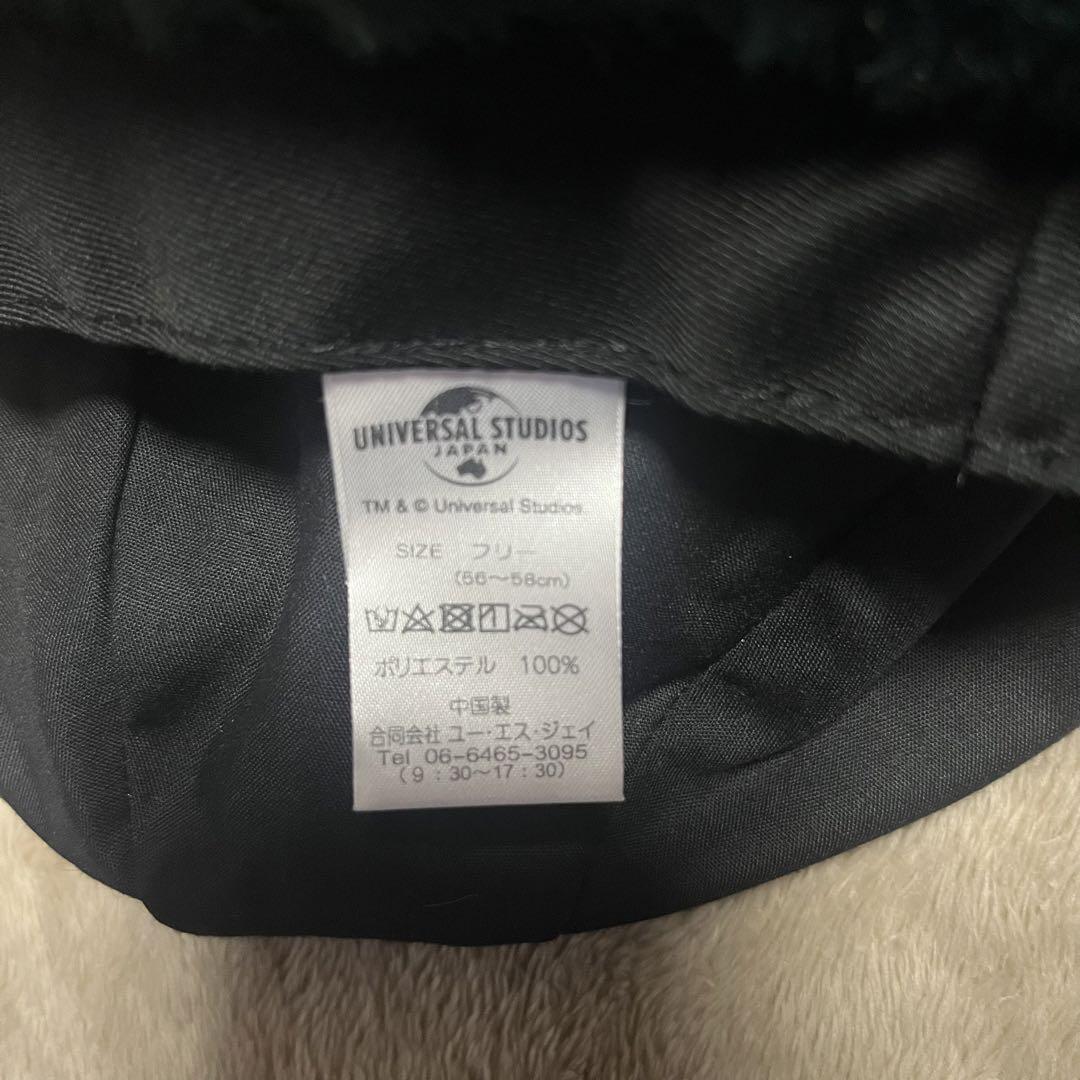 UNIVERSAL STUDIOS
JAPAN
TM & © Universal Studios.
SIZE フリー
(56〜58cm)
ポリエステル 100%
中国製
合同会社 ユー・エス・ジェイ
Tel 06-6465-3095
(9:30〜17:30)